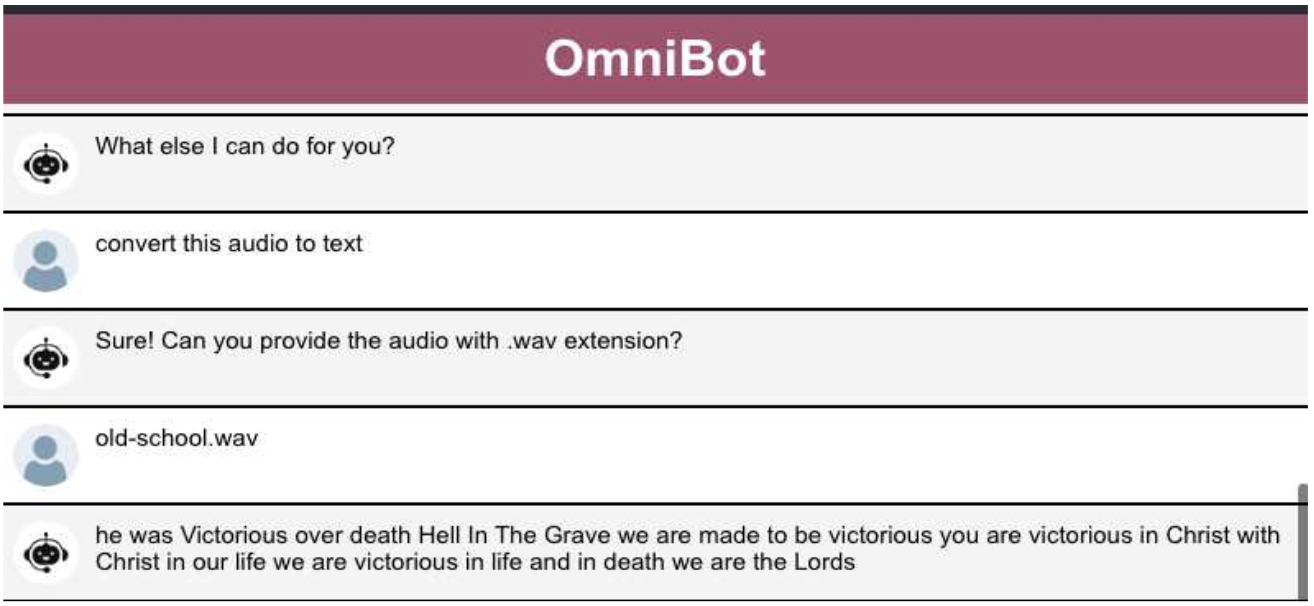 OmniBot
What else I can do for you?
convert this audio to text
Sure! Can you provide the audio with .wav extension?
old-school.wav
he was Victorious over death Hell In The Grave we are made to be victorious you are victorious in Christ with
Christ in our life we are victorious in life and in death we are the Lords